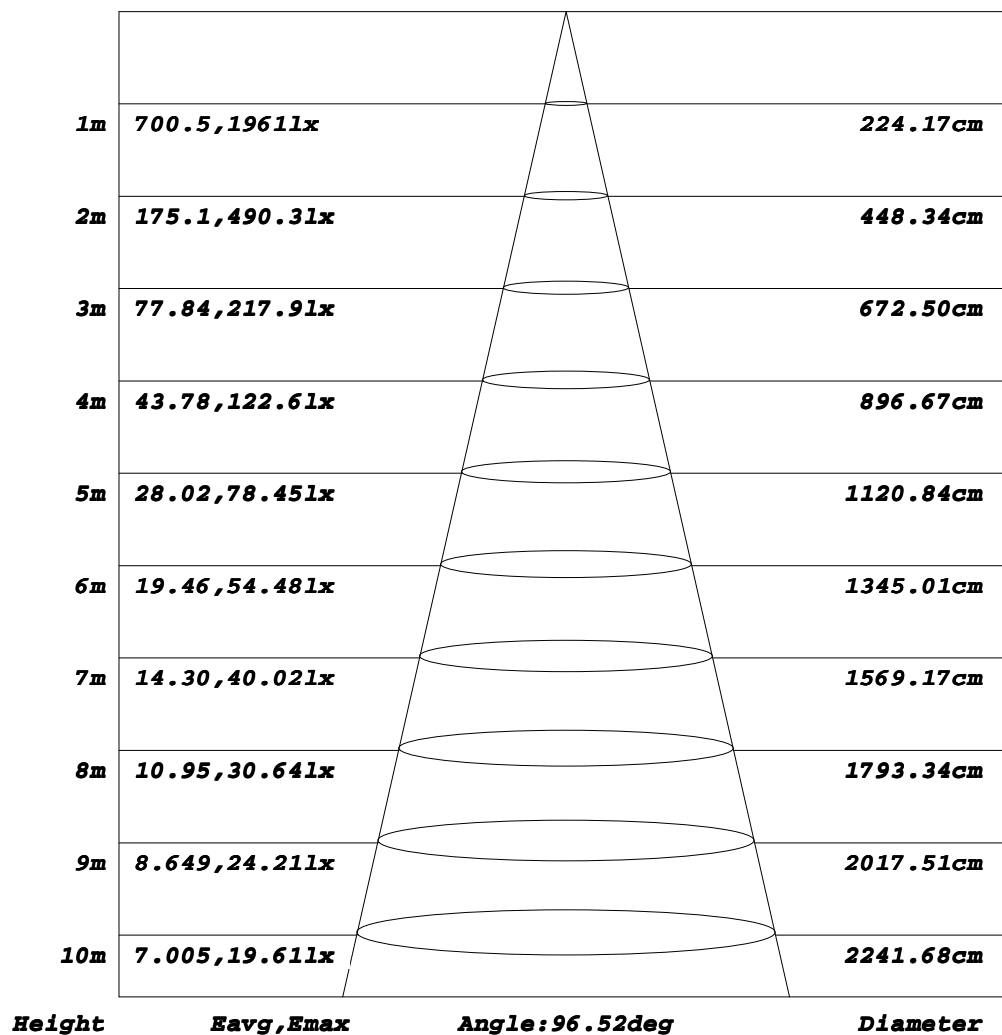 1m 700.5,1961lx 224.17cm
2m 175.1,490.3lx 448.34cm
3m 77.84,217.9lx 672.50cm
4m 43.78,122.6lx 896.67cm
5m 28.02,78.45lx 1120.84cm
6m 19.46,54.48lx 1345.01cm
7m 14.30,40.02lx 1569.17cm
8m 10.95,30.64lx 1793.34cm
9m 8.649,24.21lx 2017.51cm
10m 7.005,19.61lx 2241.68cm
Height Eavg,Emax Angle:96.52deg Diameter